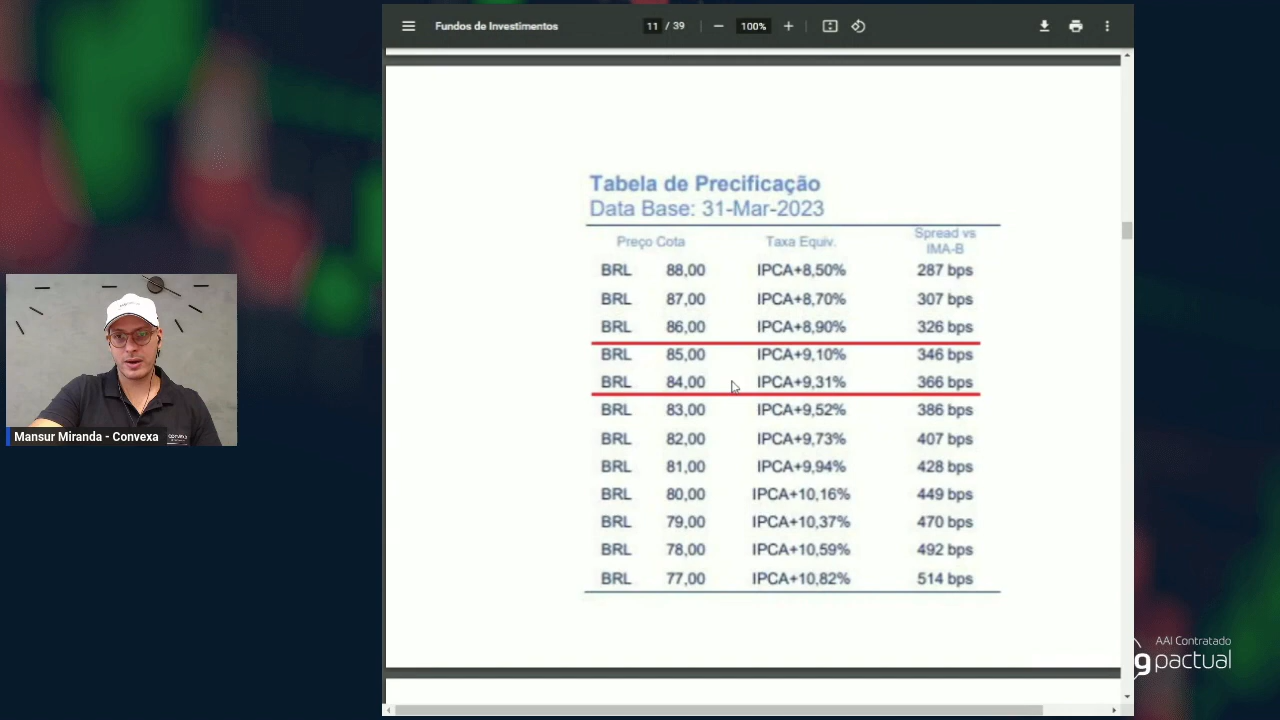 Fundos de Investimentos
11 / 39
100%
Tabela de Precificação
Data Base: 31-Mar-2023
Preço Cota Taxa Equiv. Spread vs IMA-B
BRL 88,00 IPCA+8,50% 287 bps
BRL 87,00 IPCA+8,70% 307 bps
BRL 86,00 IPCA+8,90% 326 bps
BRL 85,00 IPCA+9,10% 346 bps
BRL 84,00 IPCA+9,31% 366 bps
BRL 83,00 IPCA+9,52% 386 bps
BRL 82,00 IPCA+9,73% 407 bps
BRL 81,00 IPCA+9,94% 428 bps
BRL 80,00 IPCA+10,16% 449 bps
BRL 79,00 IPCA+10,37% 470 bps
BRL 78,00 IPCA+10,59% 492 bps
BRL 77,00 IPCA+10,82% 514 bps
Mansur Miranda - Convexa
AAI Contratado
g pactual